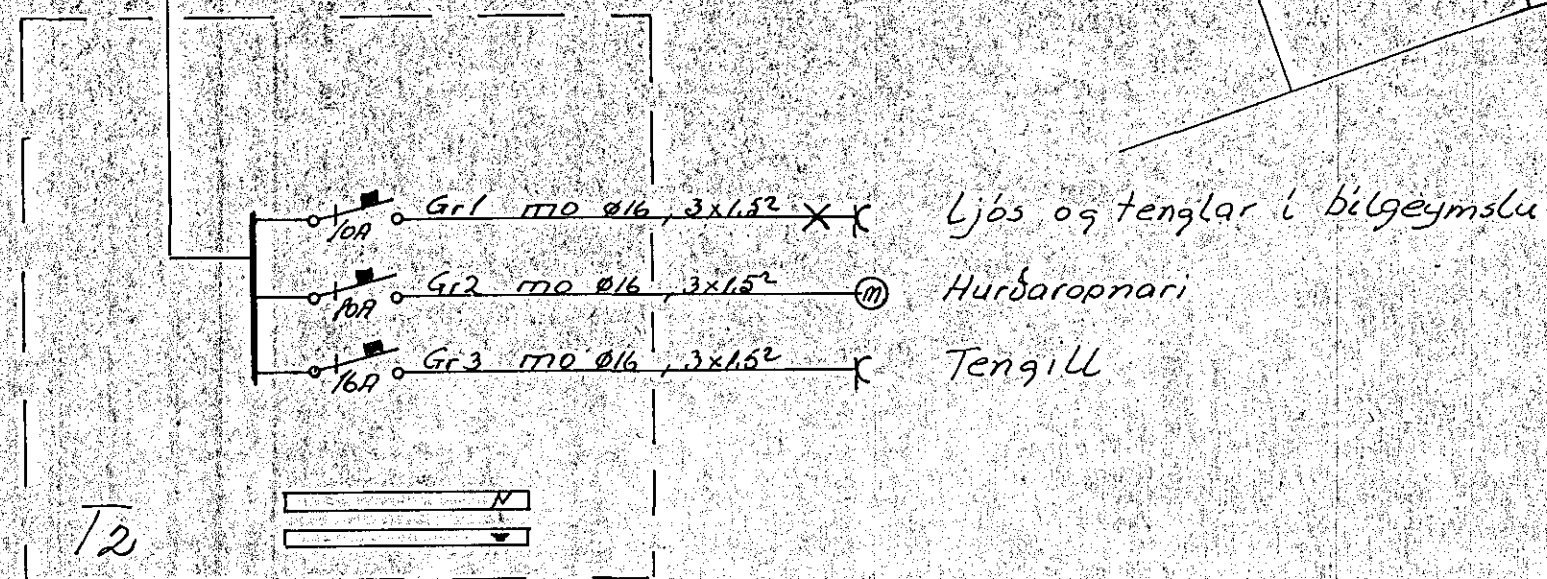 Gr1 mo ø16, 3x1.5² Ljós og tenglar í bílgeymslu
10A
Gr2 mo ø16, 3x1.5² m Hurðaropnari
10A
Gr3 mo ø16, 3x1.5² Tengill
16A
N
T2